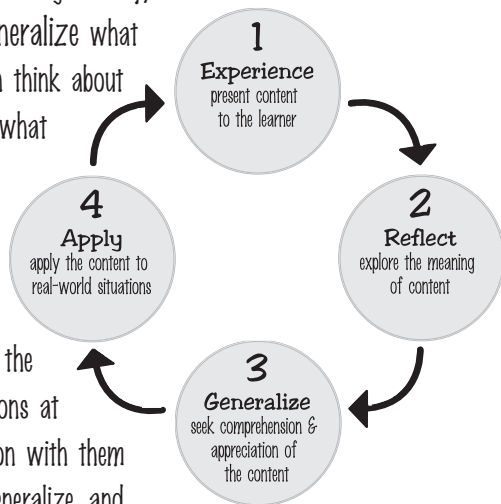 neralize what
think about
what
1
Experience
present content
to the learner
2
Reflect
explore the meaning
of content
3
Generalize
seek comprehension &
appreciation of
the content
4
Apply
apply the content to
real-world situations
the
ons at
on with them
neralize and